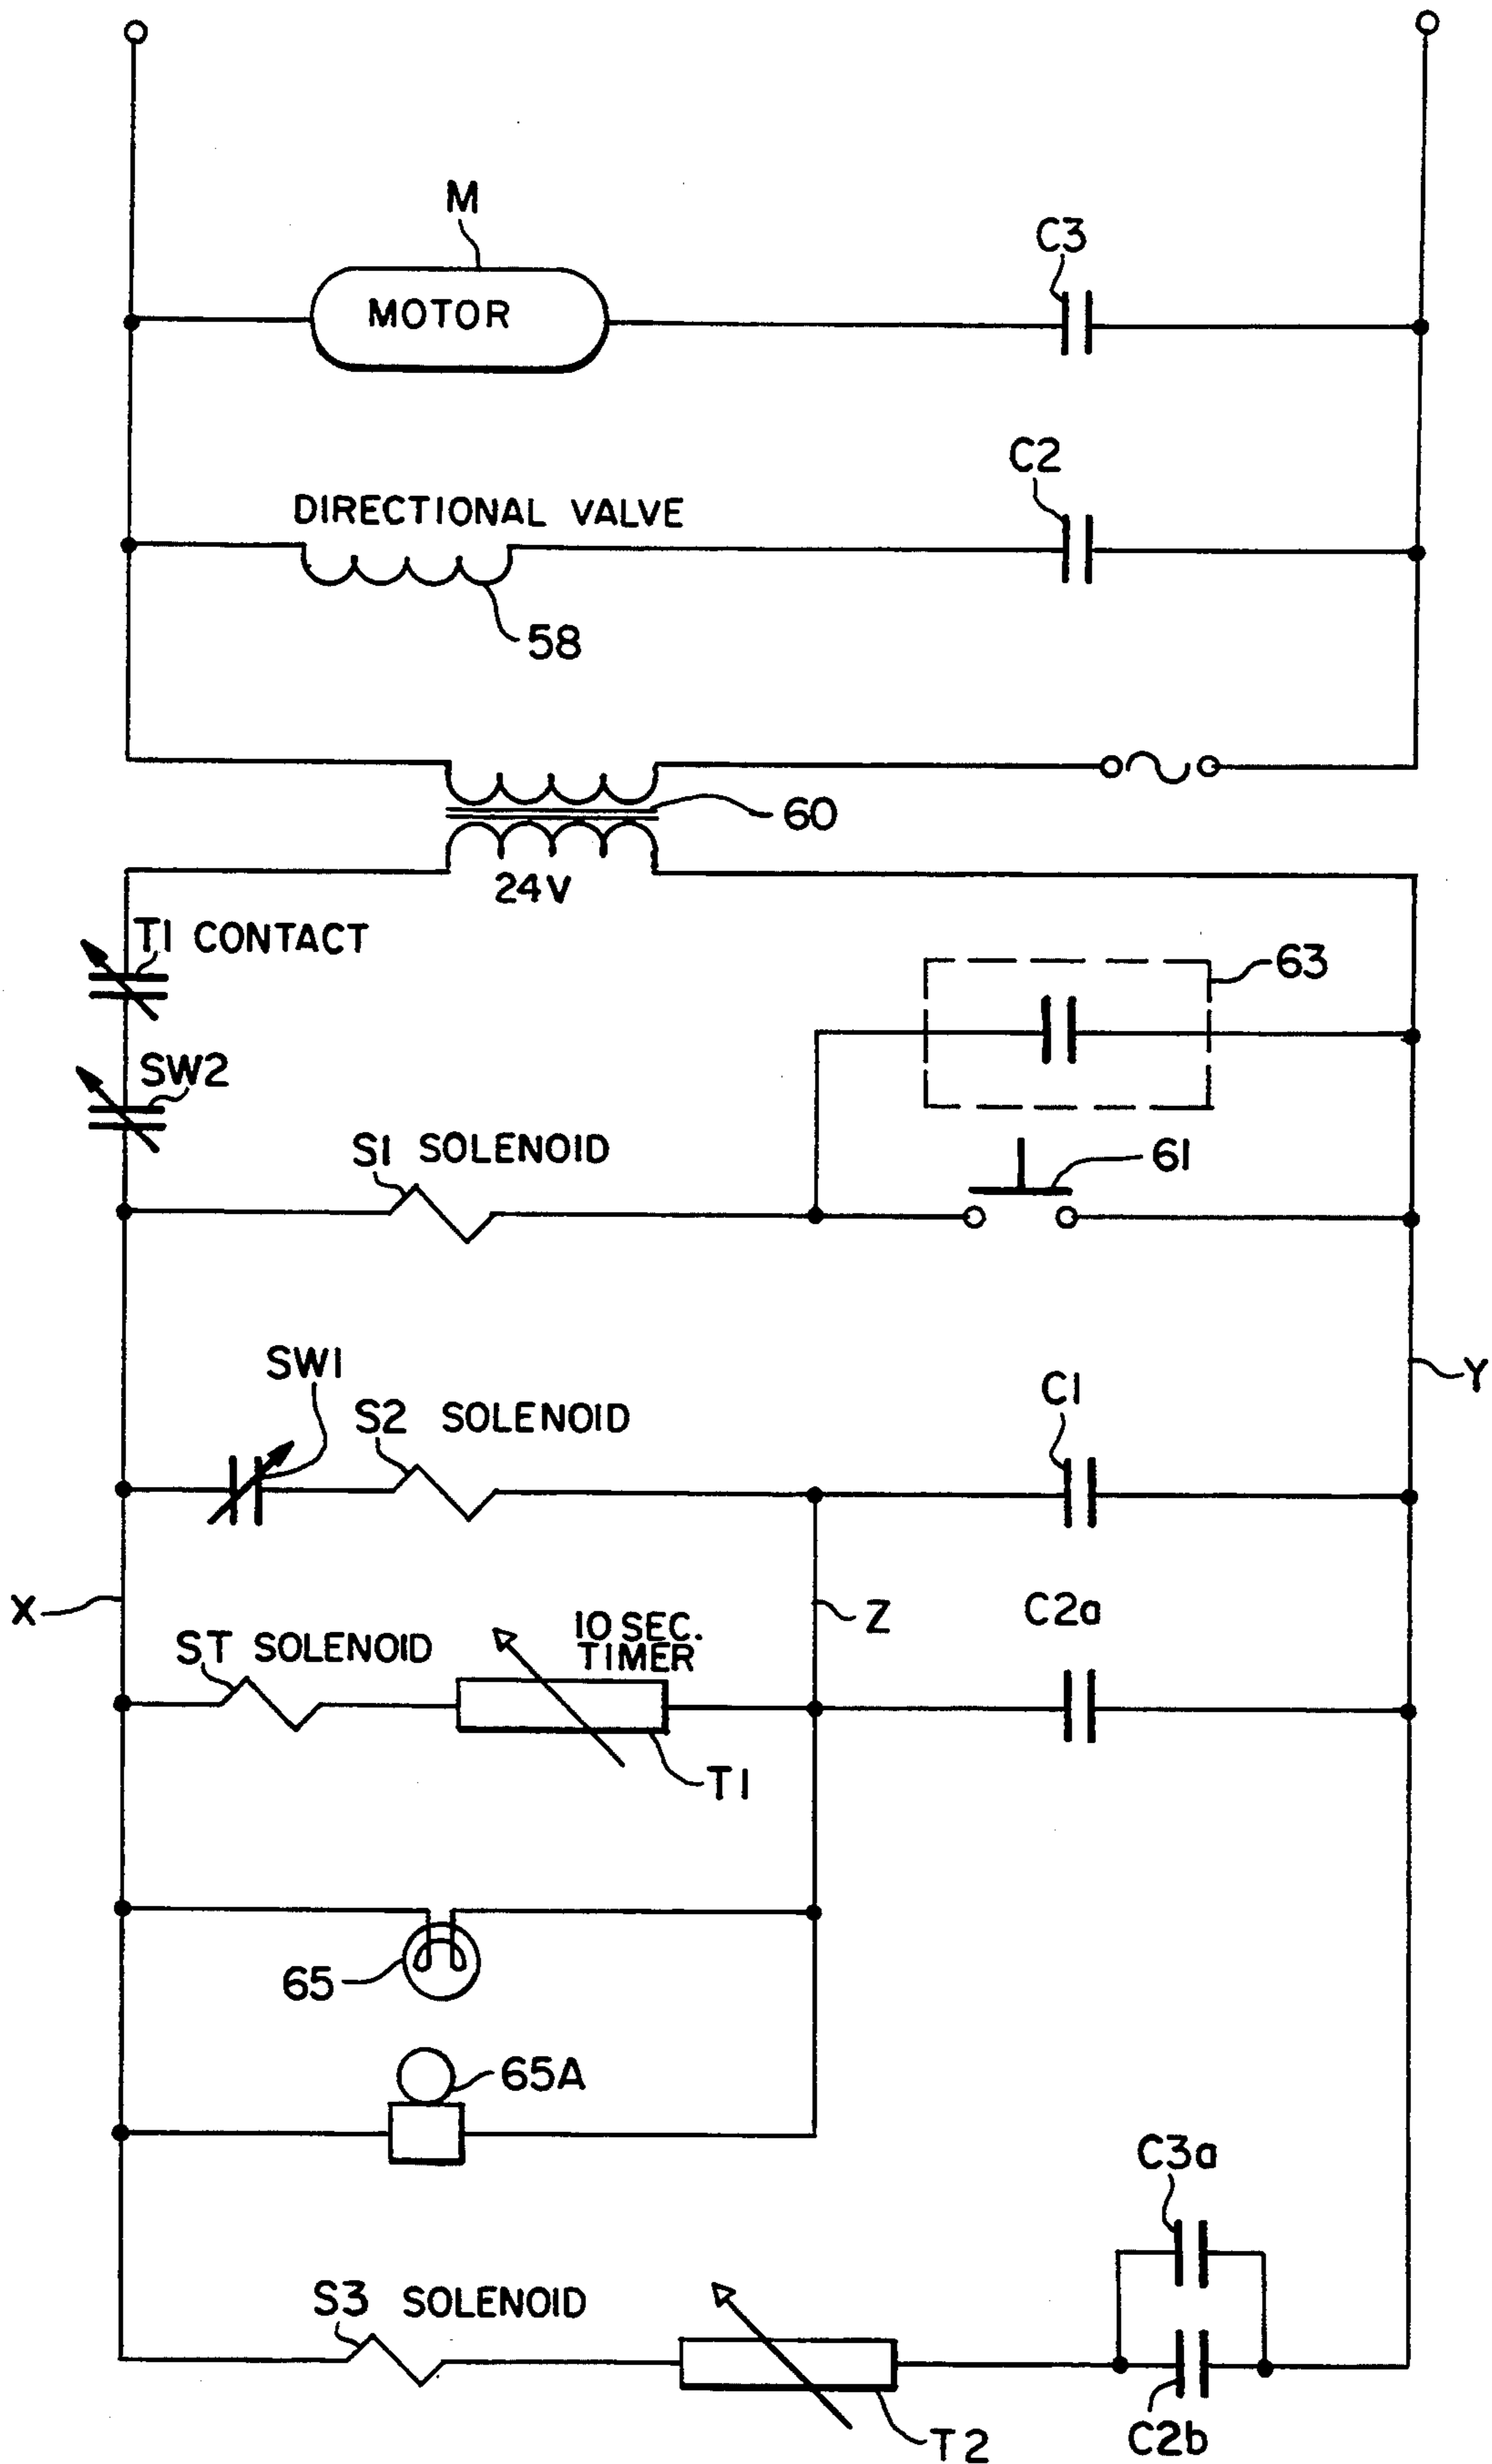 M
C3
MOTOR
C2
DIRECTIONAL VALVE
58
60
24V
T1 CONTACT
63
SW2
S1 SOLENOID
61
SW1
Y
C1
S2 SOLENOID
X
Z
C2a
10 SEC.
TIMER
ST SOLENOID
T1
65
65A
C3a
S3 SOLENOID
T2
C2b